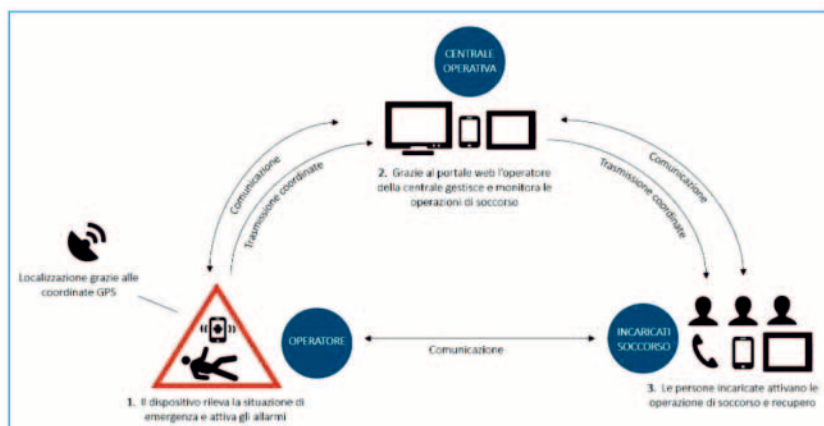 CENTRALE
OPERATIVA
Comunicazione
Trasmissione coordinate
2. Grazie al portale web l'operatore
della centrale gestisce e monitora le
operazioni di soccorso
Trasmissione coordinate
Comunicazione
Localizzazione grazie alle
coordinate GPS
OPERATORE
Comunicazione
INCARICATI
SOCCORSO
1. Il dispositivo rileva la situazione di
emergenza e attiva gli allarmi
3. Le persone incaricate attivano le
operazione di soccorso e recupero